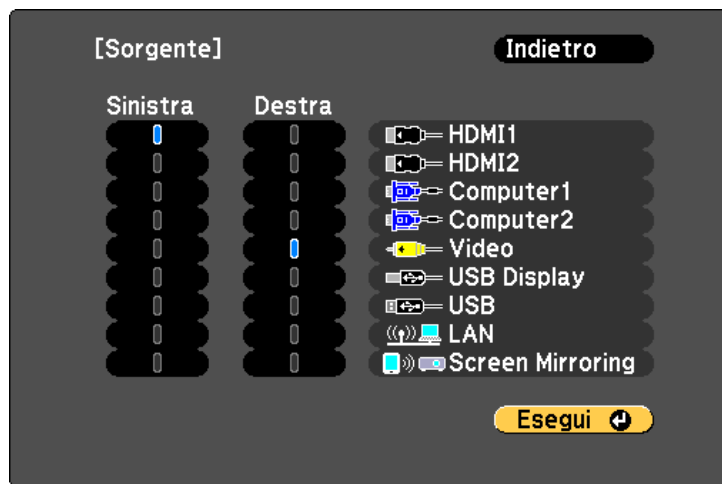 [Sorgente] Indietro
Sinistra Destra
HDMI1
HDMI2
Computer1
Computer2
Video
USB Display
USB
LAN
Screen Mirroring
Esegui